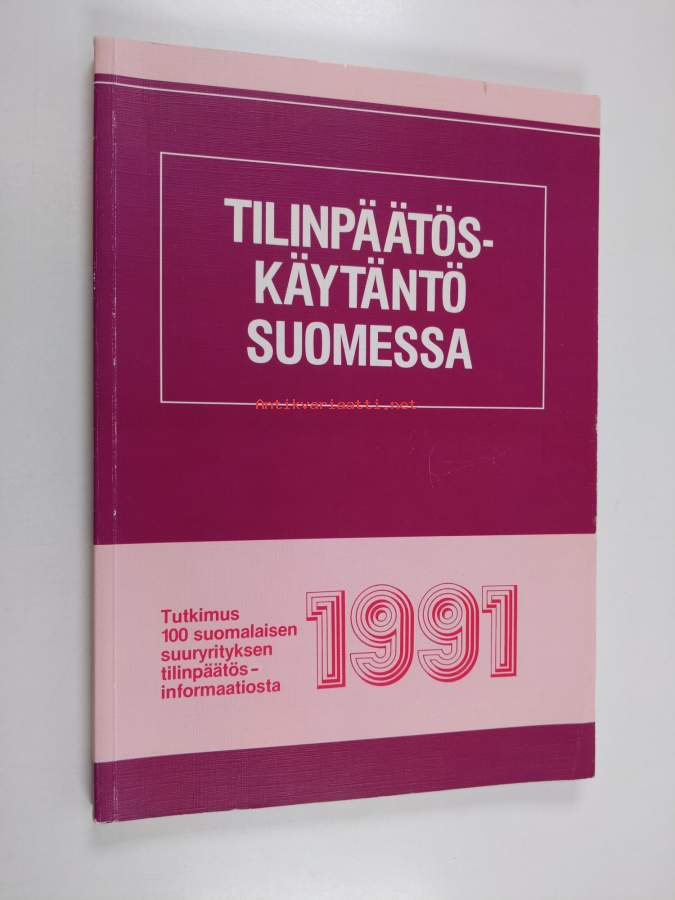 TILINPÄÄTÖS-
KÄYTÄNTÖ
SUOMESSA
Antikvariaatti.net
Tutkimus
100 suomalaisen
suuryrityksen
tilinpäätös-
informaatiosta
1991